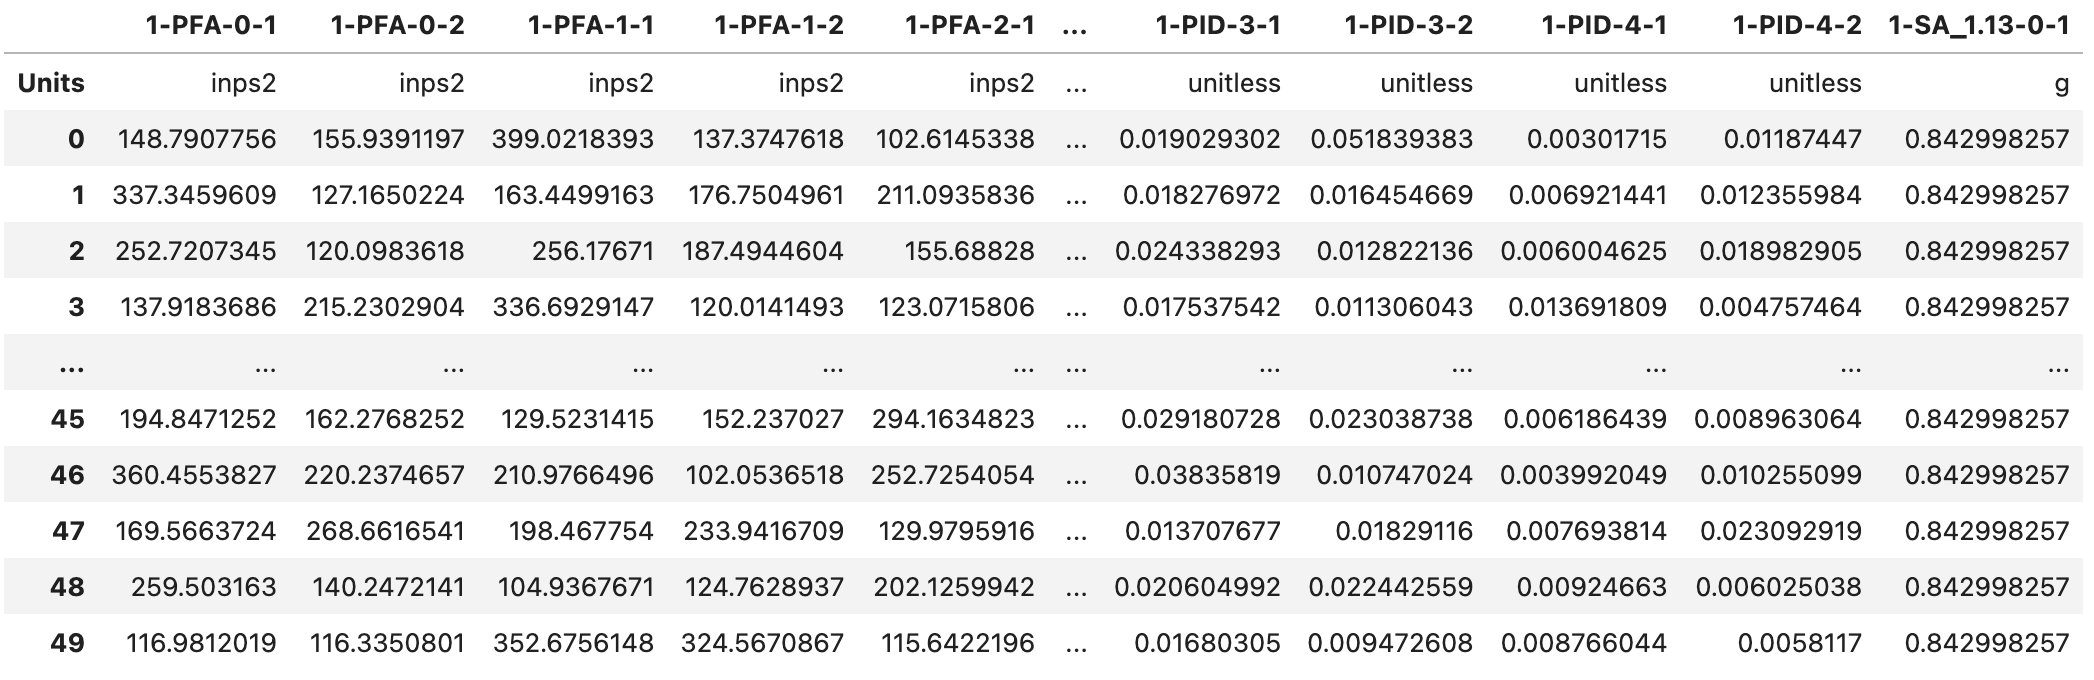 1-PFA-0-1 1-PFA-0-2 1-PFA-1-1 1-PFA-1-2 1-PFA-2-1 ... 1-PID-3-1 1-PID-3-2 1-PID-4-1 1-PID-4-2 1-SA_1.13-0-1
Units inps2 inps2 inps2 inps2 inps2 ... unitless unitless unitless unitless g
0 148.7907756 155.9391197 399.0218393 137.3747618 102.6145338 ... 0.019029302 0.051839383 0.00301715 0.01187447 0.842998257
1 337.3459609 127.1650224 163.4499163 176.7504961 211.0935836 ... 0.018276972 0.016454669 0.006921441 0.012355984 0.842998257
2 252.7207345 120.0983618 256.17671 187.4944604 155.68828 ... 0.024338293 0.012822136 0.006004625 0.018982905 0.842998257
3 137.9183686 215.2302904 336.6929147 120.0141493 123.0715806 ... 0.017537542 0.011306043 0.013691809 0.004757464 0.842998257
... ... ... ... ... ... ... ... ... ... ... ...
45 194.8471252 162.2768252 129.5231415 152.237027 294.1634823 ... 0.029180728 0.023038738 0.006186439 0.008963064 0.842998257
46 360.4553827 220.2374657 210.9766496 102.0536518 252.7254054 ... 0.03835819 0.010747024 0.003992049 0.010255099 0.842998257
47 169.5663724 268.6616541 198.467754 233.9416709 129.9795916 ... 0.013707677 0.01829116 0.007693814 0.023092919 0.842998257
48 259.503163 140.2472141 104.9367671 124.7628937 202.1259942 ... 0.020604992 0.022442559 0.00924663 0.006025038 0.842998257
49 116.9812019 116.3350801 352.6756148 324.5670867 115.6422196 ... 0.01680305 0.009472608 0.008766044 0.0058117 0.842998257